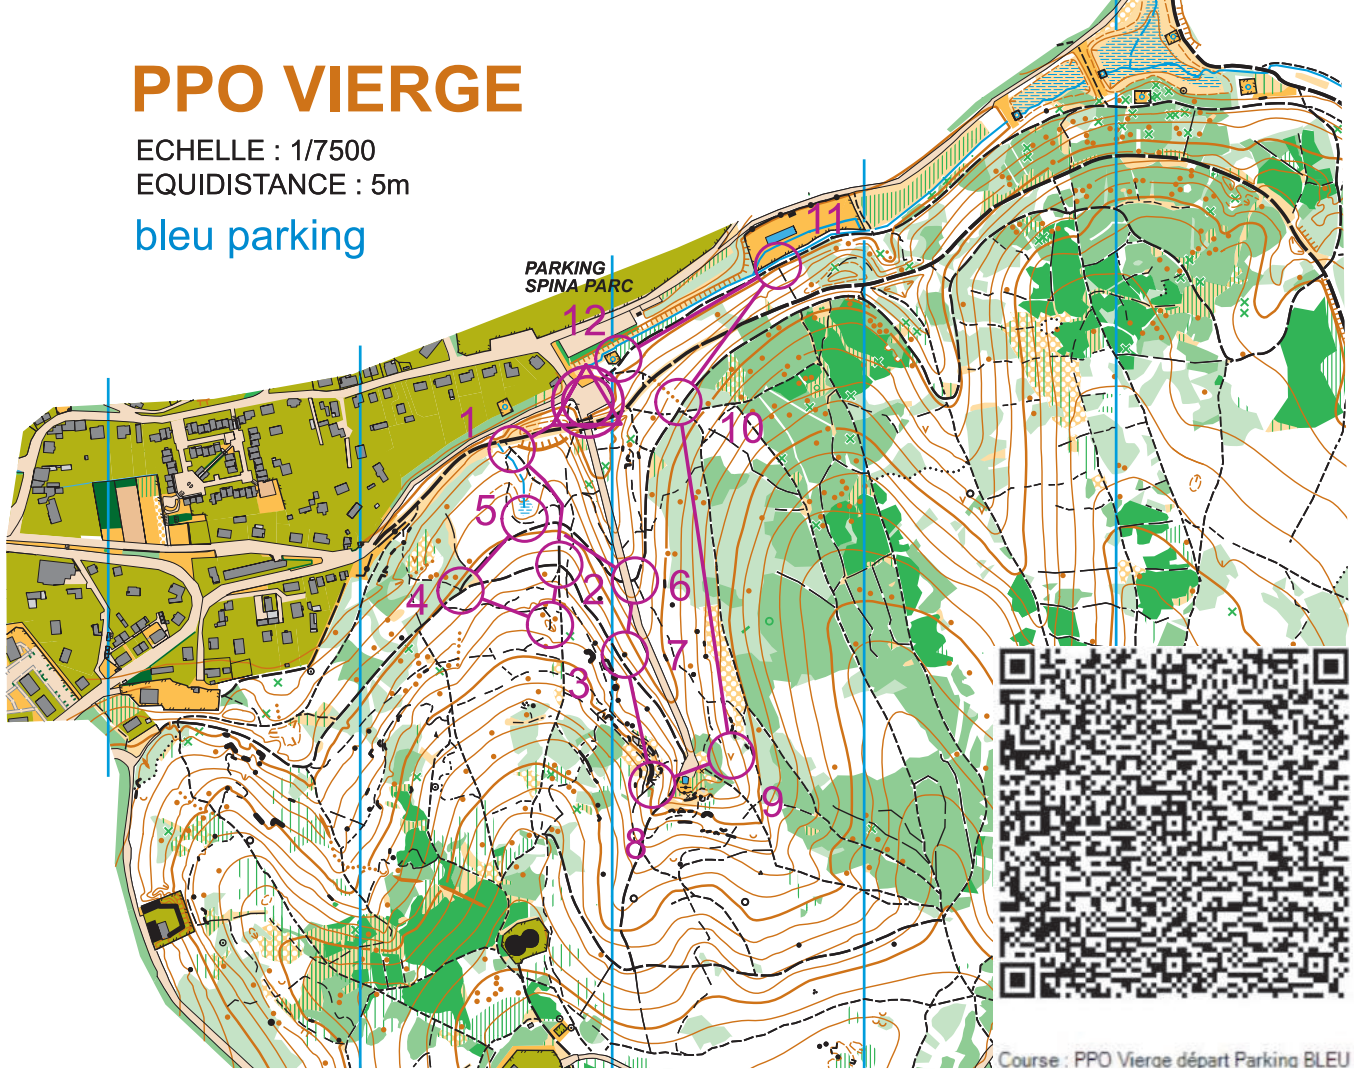 PPO VIERGE
ECHELLE : 1/7500
EQUIDISTANCE : 5m
bleu parking
PARKING
SPINA PARC
11
12
1
10
5
4
2
6
7
3
9
8
Course : PPO Vierge départ Parking BLEU